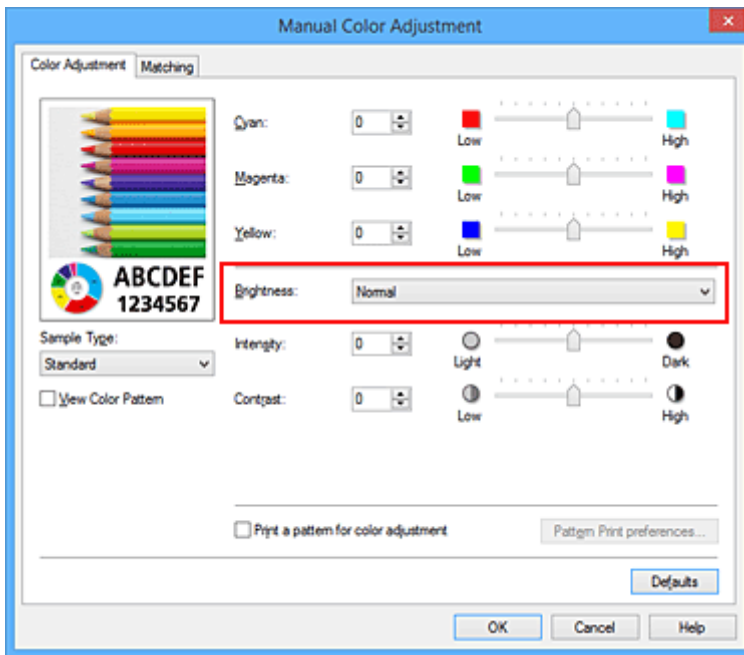 Manual Color Adjustment
Color Adjustment Matching
Cyan: 0 Low High
Magenta: 0 Low High
Yellow: 0 Low High
ABCDEF
1234567
Brightness: Normal
Sample Type:
Standard
Intensity: 0 Light Dark
View Color Pattern
Contrast: 0 Low High
Print a pattern for color adjustment Pattern Print preferences...
Defaults
OK Cancel Help